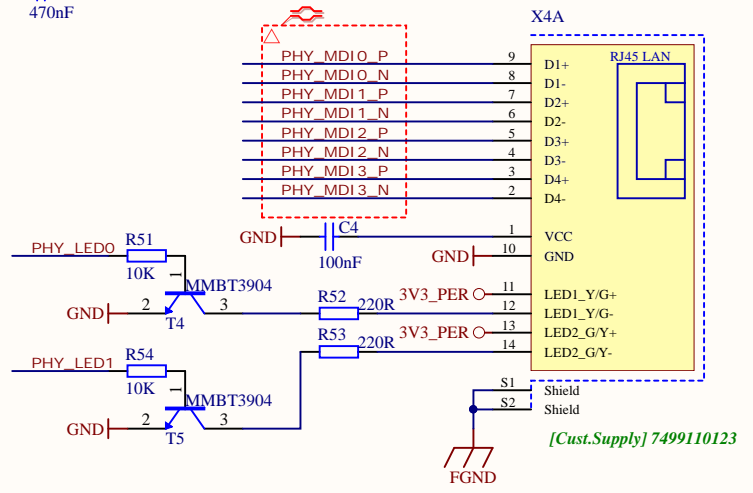 470nF
X4A
RJ45 LAN
PHY_MDI0_P 9 D1+
PHY_MDI0_N 8 D1-
PHY_MDI1_P 7 D2+
PHY_MDI1_N 6 D2-
PHY_MDI2_P 5 D3+
PHY_MDI2_N 4 D3-
PHY_MDI3_P 3 D4+
PHY_MDI3_N 2 D4-
C4
GND 1 VCC
100nF
GND 10 GND
R51
PHY_LED0
10K
1
MMBT3904
GND 2 3
T4
R52
220R
3V3_PER 11 LED1_Y/G+
12 LED1_Y/G-
R53
220R
3V3_PER 13 LED2_G/Y+
14 LED2_G/Y-
R54
PHY_LED1
10K
1
MMBT3904
GND 2 3
T5
S1 Shield
S2 Shield
[Cust.Supply] 7499110123
FGND